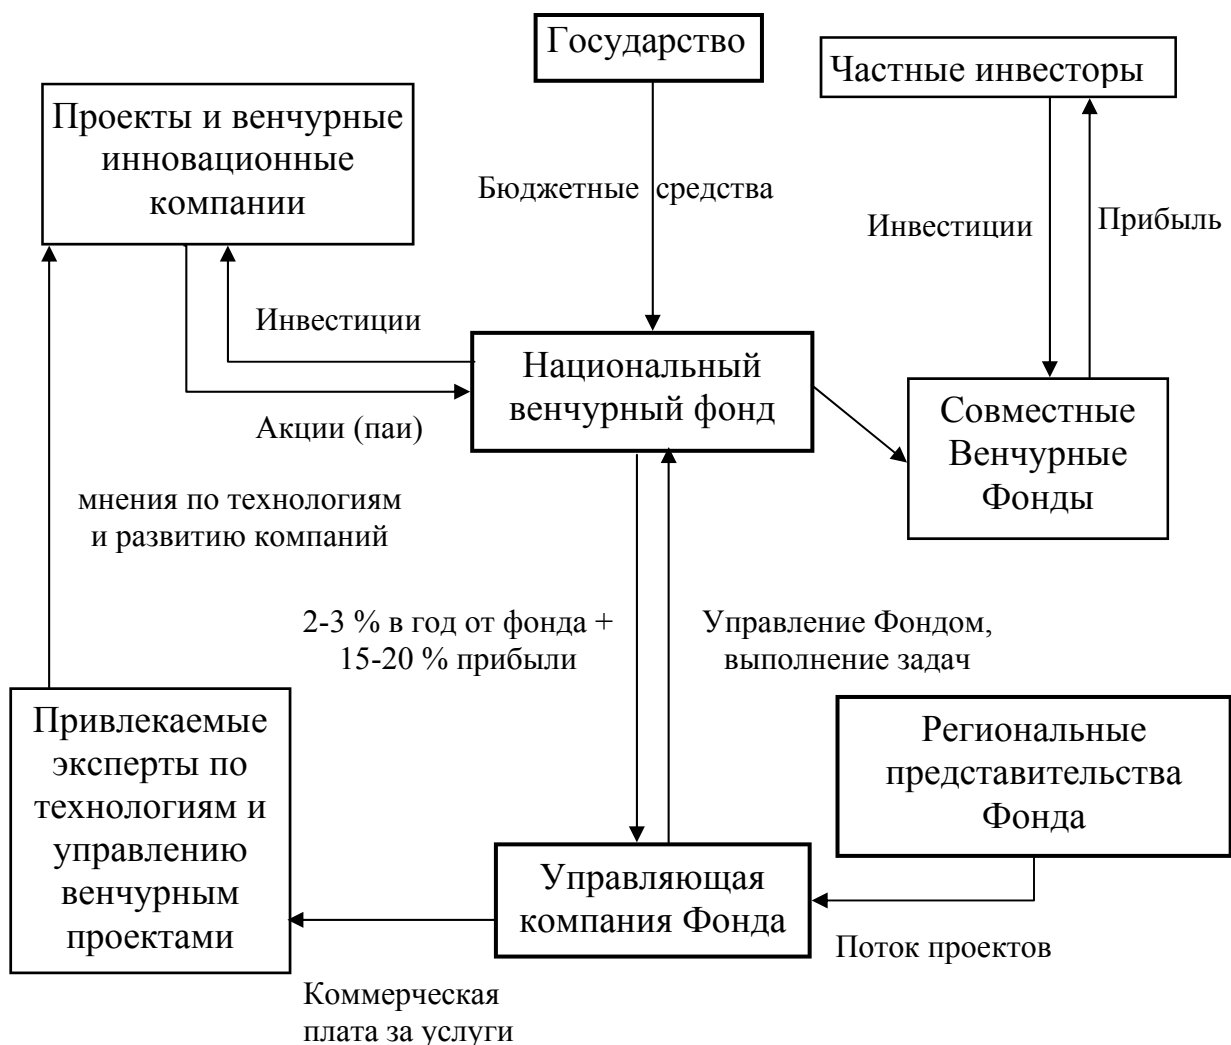 Государство
Частные инвесторы
Проекты и венчурные
инновационные
компании
Бюджетные средства
Инвестиции
Прибыль
Инвестиции
Национальный
венчурный фонд
Акции (паи)
Совместные
Венчурные
Фонды
мнения по технологиям
и развитию компаний
2-3 % в год от фонда +
15-20 % прибыли
Управление Фондом,
выполнение задач
Привлекаемые
эксперты по
технологиям и
управлению
венчурным
проектами
Региональные
представительства
Фонда
Управляющая
компания Фонда
Поток проектов
Коммерческая
плата за услуги